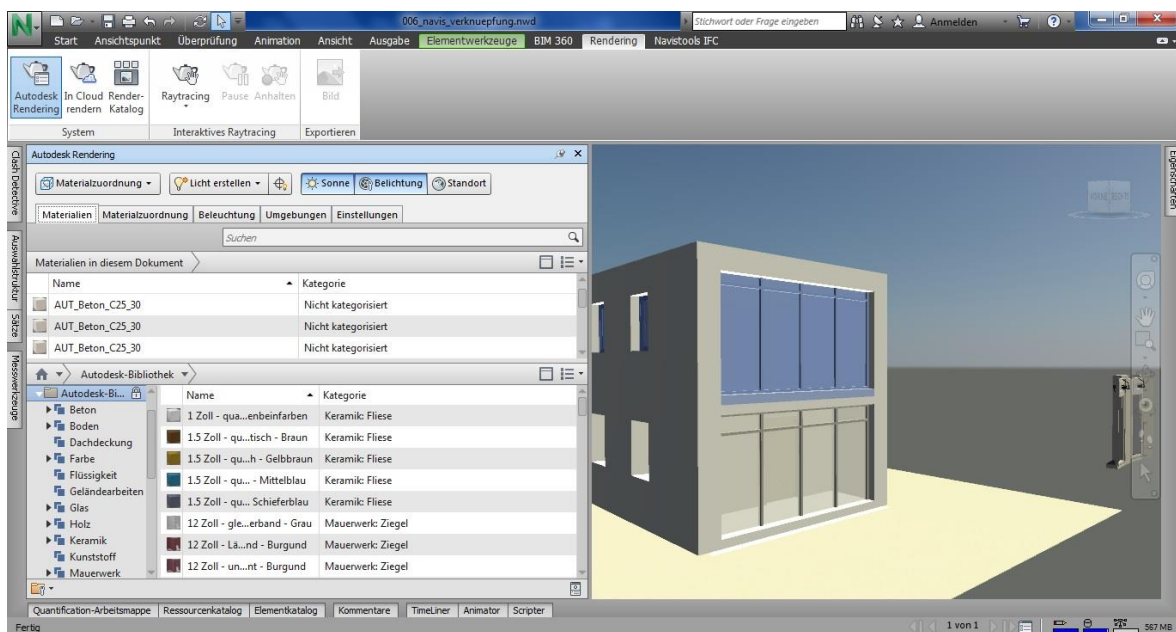 006_navis_verknuepfung.nwd
Stichwort oder Frage eingeben
Anmelden
Start Ansichtspunkt Überprüfung Animation Ansicht Ausgabe Elementwerkzeuge BIM 360 Rendering Navistools IFC
Autodesk Rendering
In Cloud rendern
Render-Katalog
Raytracing
Pause
Anhalten
Bild
System
Interaktives Raytracing
Exportieren
Autodesk Rendering
Materialzuordnung
Licht erstellen
Sonne
Belichtung
Standort
Materialien Materialzuordnung Beleuchtung Umgebungen Einstellungen
Suchen
Materialien in diesem Dokument
Name Kategorie
AUT_Beton_C25_30 Nicht kategorisiert
AUT_Beton_C25_30 Nicht kategorisiert
AUT_Beton_C25_30 Nicht kategorisiert
Autodesk-Bibliothek
Autodesk-Bi...
Beton
Boden
Dachdeckung
Farbe
Flüssigkeit
Geländearbeiten
Glas
Holz
Keramik
Kunststoff
Mauerwerk
Name Kategorie
1 Zoll - qua...enbeinfarben Keramik: Fliese
1.5 Zoll - qu...tisch - Braun Keramik: Fliese
1.5 Zoll - qu...h - Gelbbraun Keramik: Fliese
1.5 Zoll - qu... - Mittelblau Keramik: Fliese
1.5 Zoll - qu... Schieferblau Keramik: Fliese
12 Zoll - gle...erband - Grau Mauerwerk: Ziegel
12 Zoll - Lä...nd - Burgund Mauerwerk: Ziegel
12 Zoll - un...nt - Burgund Mauerwerk: Ziegel
Clash Detective
Auswahlstruktur
Sätze
Messwerkzeuge
Eigenschaften
Quantification-Arbeitsmappe Ressourcenkatalog Elementkatalog Kommentare TimeLiner Animator Scripter
Fertig
1 von 1
567 MB